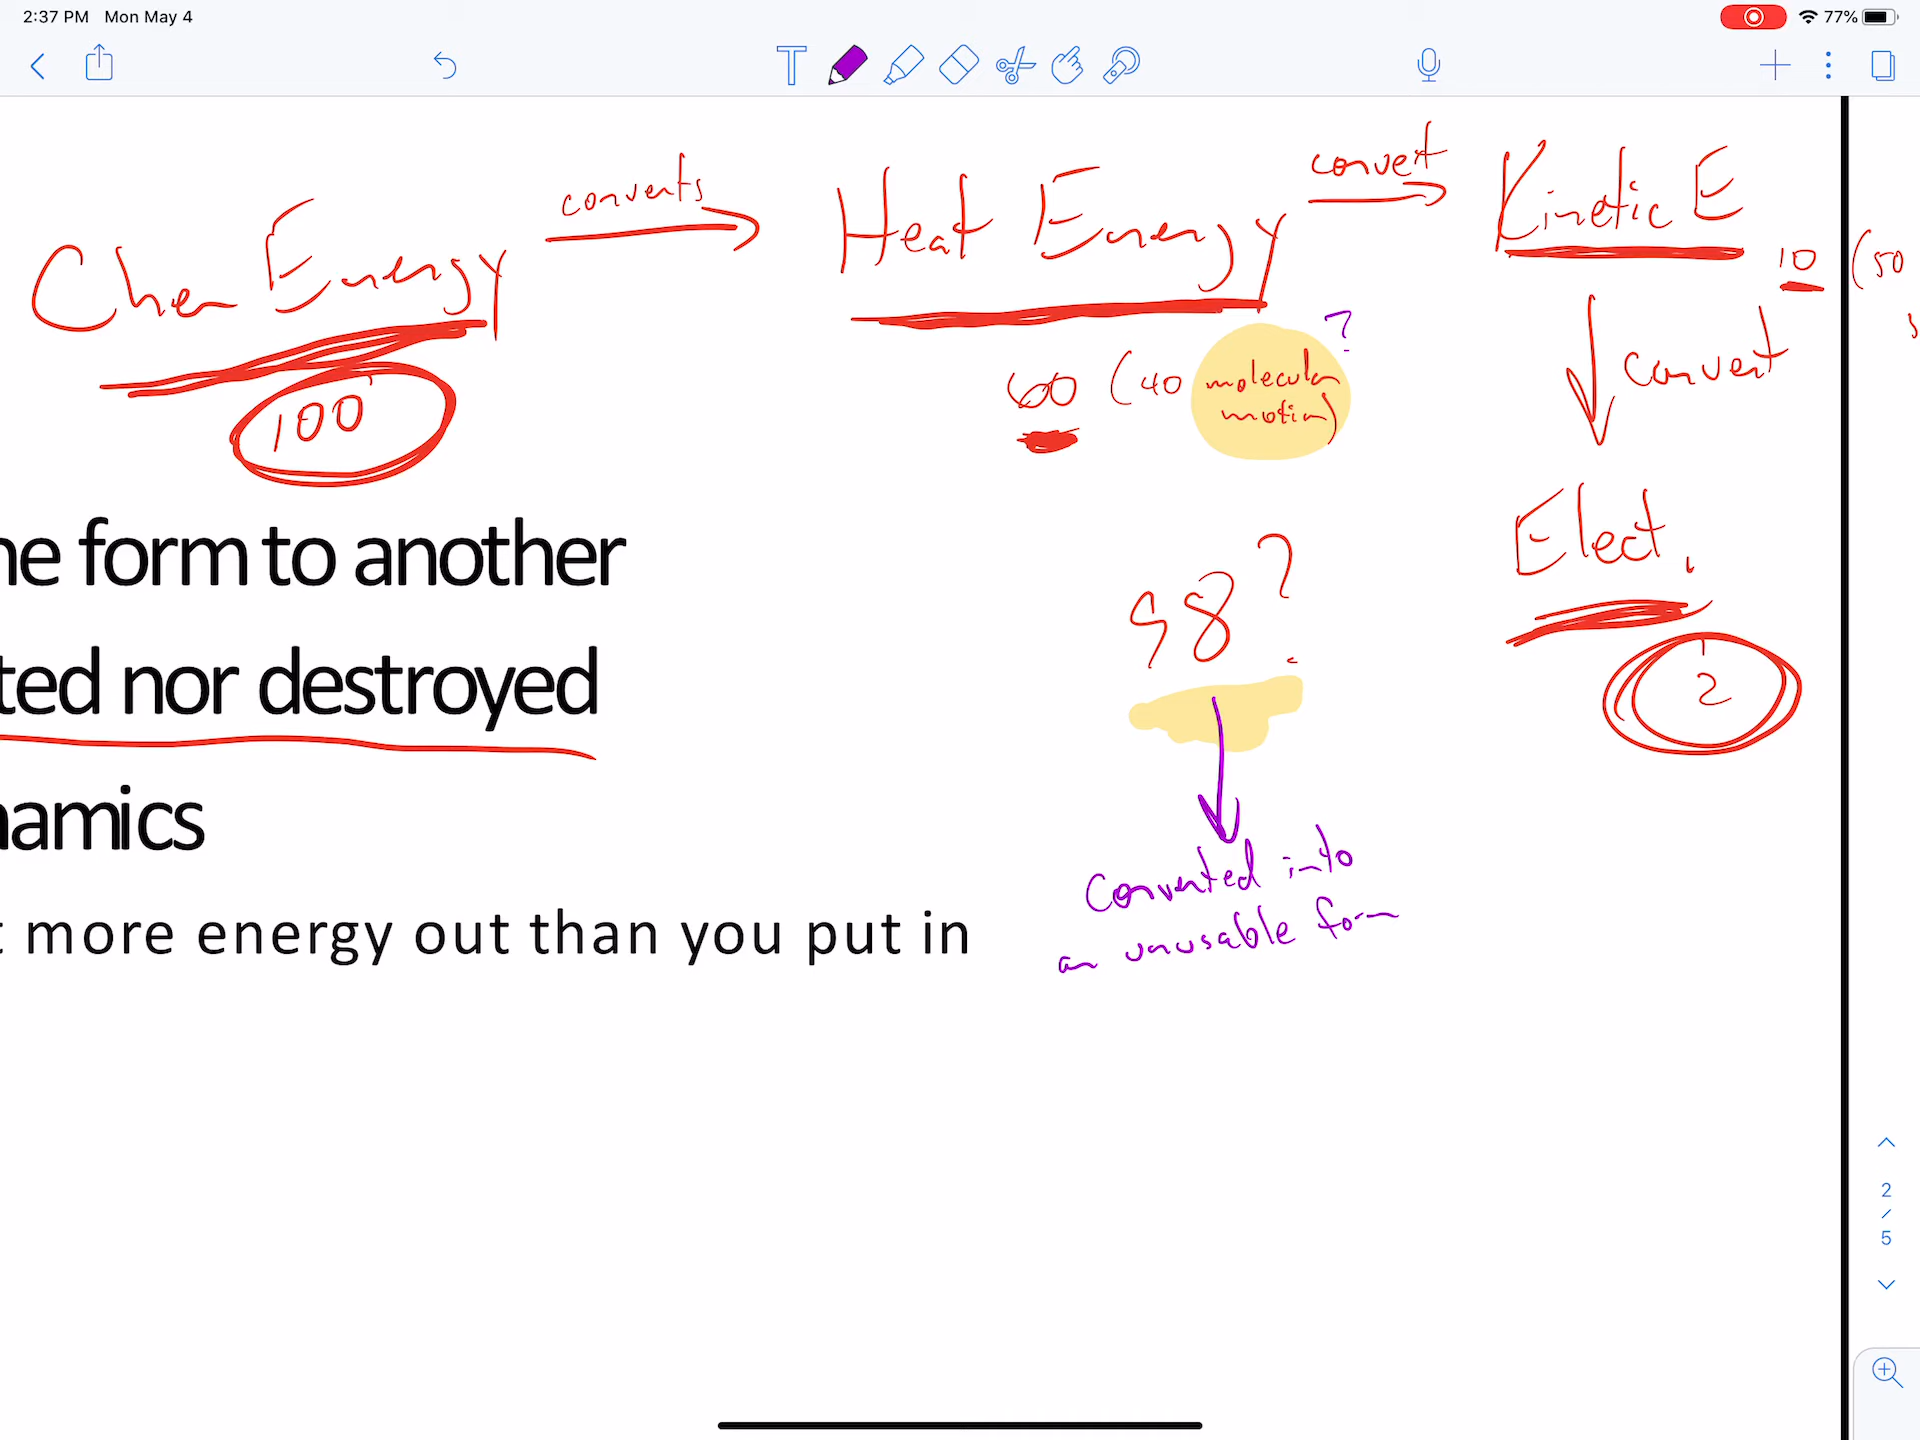 2:37 PM Mon May 4
77%
T
Chem Energy
converts
Heat Energy
convert
Kinetic E
10 (50
100
60 (40 molecular
motion)
?
convert
Elect.
2
98?
he form to another
ted nor destroyed
namics
Converted into
an unusable form
t more energy out than you put in
2
/
5